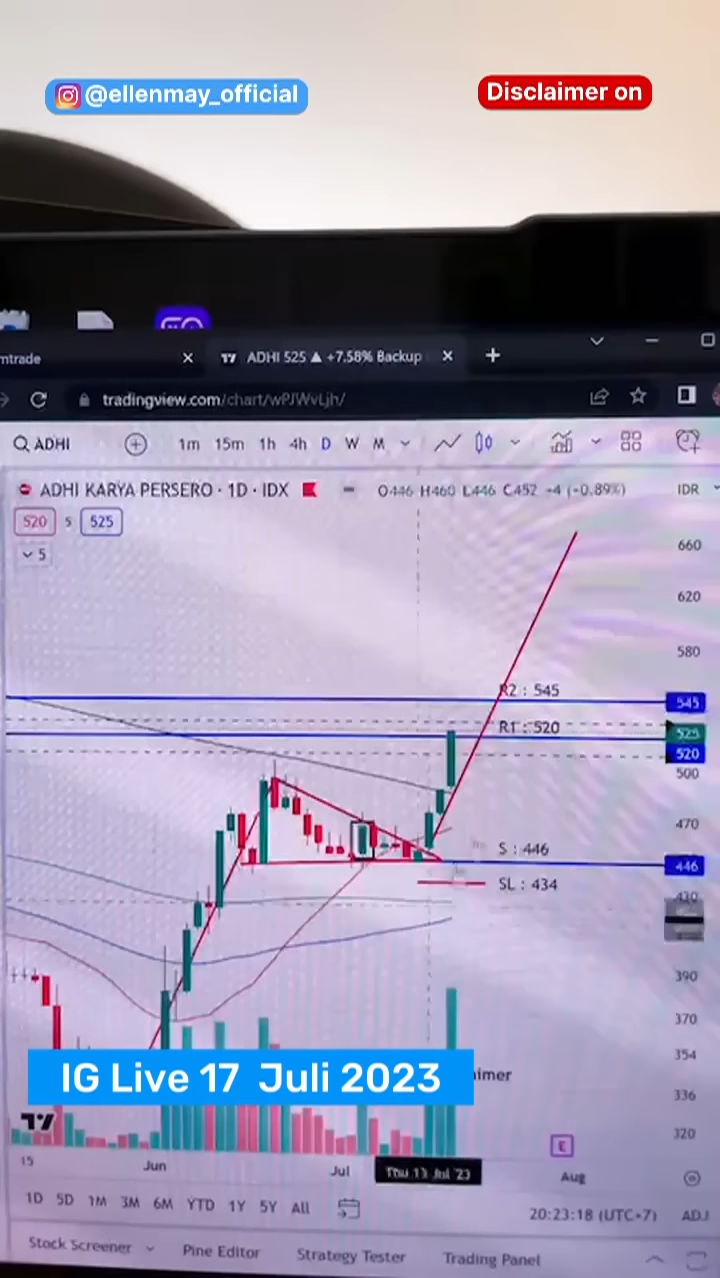 @ellenmay_official
Disclaimer on
mtrade
ADHI 525 ▲ +7.58% Backup
tradingview.com/chart/wPJWvLjh/
ADHI
1m 15m 1h 4h D W M
ADHI KARYA PERSERO · 1D · IDX
O446 H460 L446 C452 -4 (-0.89%)
IDR
520 5 525
5
660
620
580
R2 : 545
545
R1 : 520
525
520
500
470
S : 446
446
SL : 434
390
370
354
336
320
IG Live 17 Juli 2023
aimer
E
15 Jun Jul Thu 13 Jul '23 Aug
1D 5D 1M 3M 6M YTD 1Y 5Y All
20:23:18 (UTC+7) ADJ
Stock Screener Pine Editor Strategy Tester Trading Panel